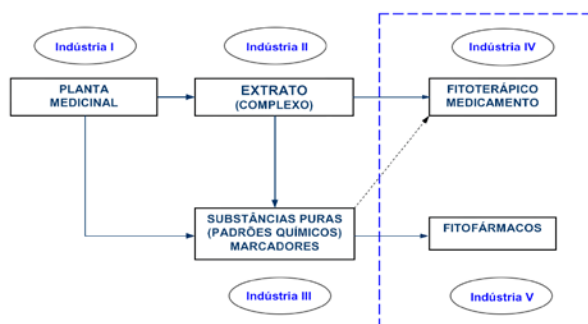 Indústria I
Indústria II
Indústria IV
PLANTA
MEDICINAL
EXTRATO
(COMPLEXO)
FITOTERÁPICO
MEDICAMENTO
SUBSTÂNCIAS PURAS
(PADRÕES QUÍMICOS)
MARCADORES
FITOFÁRMACOS
Indústria III
Indústria V